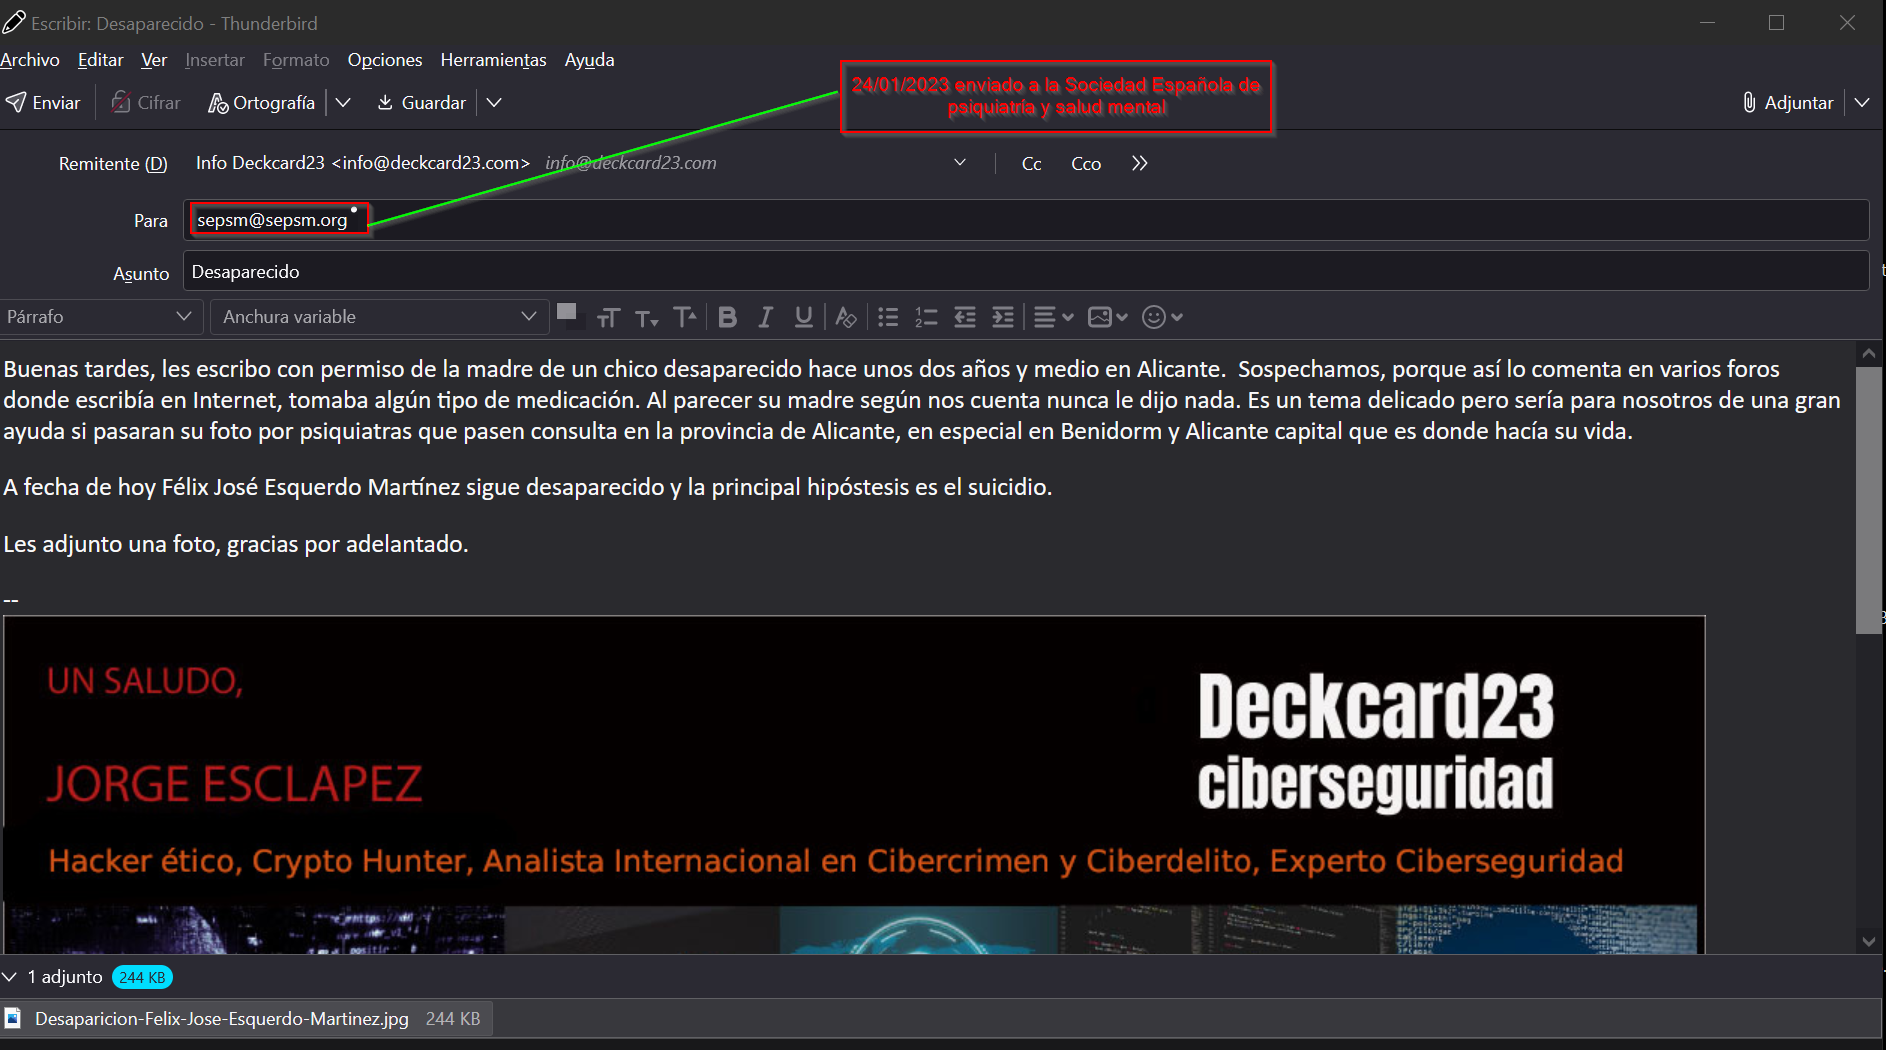 Escribir: Desaparecido - Thunderbird
Archivo Editar Ver Insertar Formato Opciones Herramientas Ayuda
24/01/2023 enviado a la Sociedad Española de
psiquiatría y salud mental
Enviar Cifrar Ortografía Guardar Adjuntar
Remitente (D) Info Deckcard23 <info@deckcard23.com> info@deckcard23.com Cc Cco
Para sepsm@sepsm.org
Asunto Desaparecido
Párrafo Anchura variable
Buenas tardes, les escribo con permiso de la madre de un chico desaparecido hace unos dos años y medio en Alicante.  Sospechamos, porque así lo comenta en varios foros
donde escribía en Internet, tomaba algún tipo de medicación. Al parecer su madre según nos cuenta nunca le dijo nada. Es un tema delicado pero sería para nosotros de una gran
ayuda si pasaran su foto por psiquiatras que pasen consulta en la provincia de Alicante, en especial en Benidorm y Alicante capital que es donde hacía su vida.
A fecha de hoy Félix José Esquerdo Martínez sigue desaparecido y la principal hipóstesis es el suicidio.
Les adjunto una foto, gracias por adelantado.
--
UN SALUDO,
Deckcard23
JORGE ESCLAPEZ
ciberseguridad
Hacker ético, Crypto Hunter, Analista Internacional en Cibercrimen y Ciberdelito, Experto Ciberseguridad
1 adjunto 244 KB
Desaparicion-Felix-Jose-Esquerdo-Martinez.jpg 244 KB